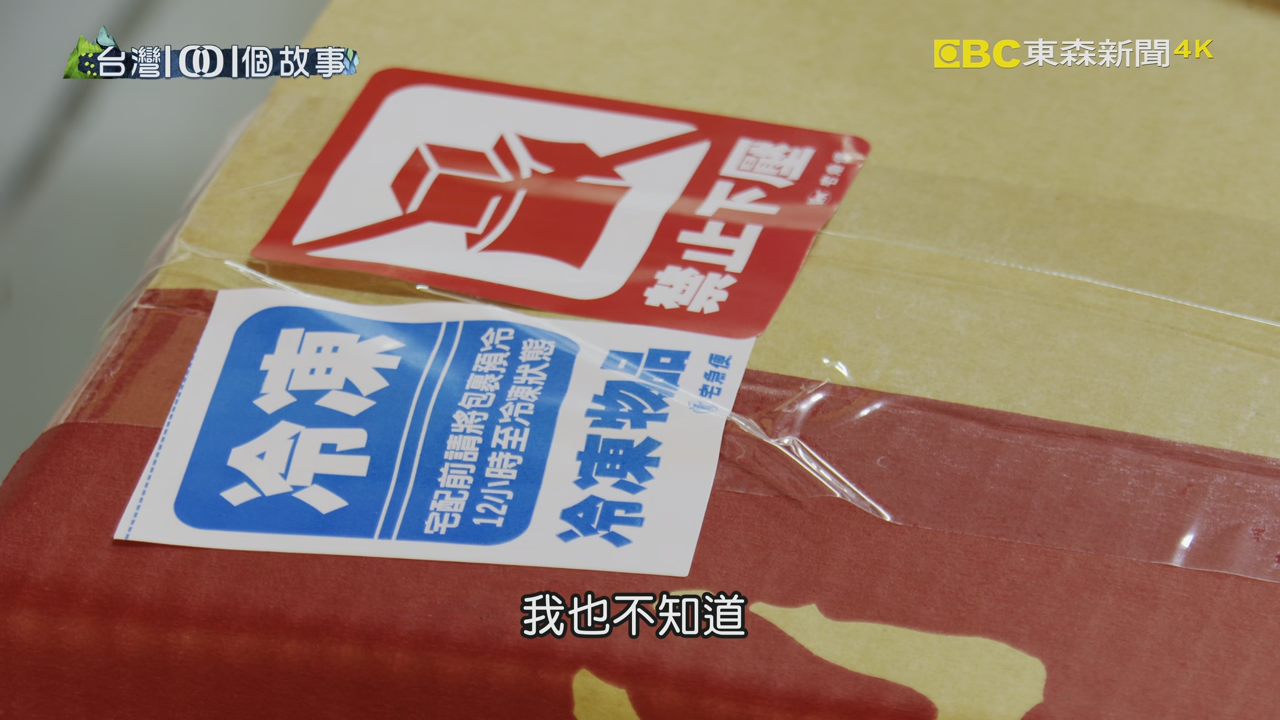 台灣1001個故事
EBC東森新聞4K
禁止下壓
冷凍
宅配前請將包裹預冷
12小時至冷凍狀態
冷凍物品
宅急便
我也不知道